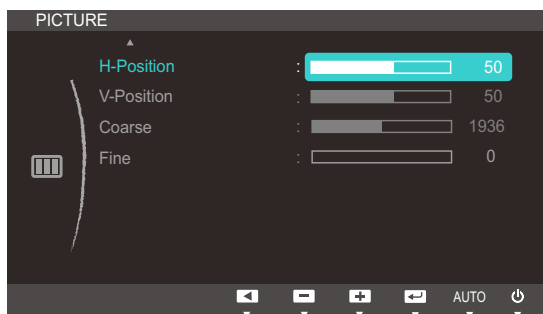 PICTURE
H-Position : 50
V-Position : 50
Coarse : 1936
Fine : 0
AUTO